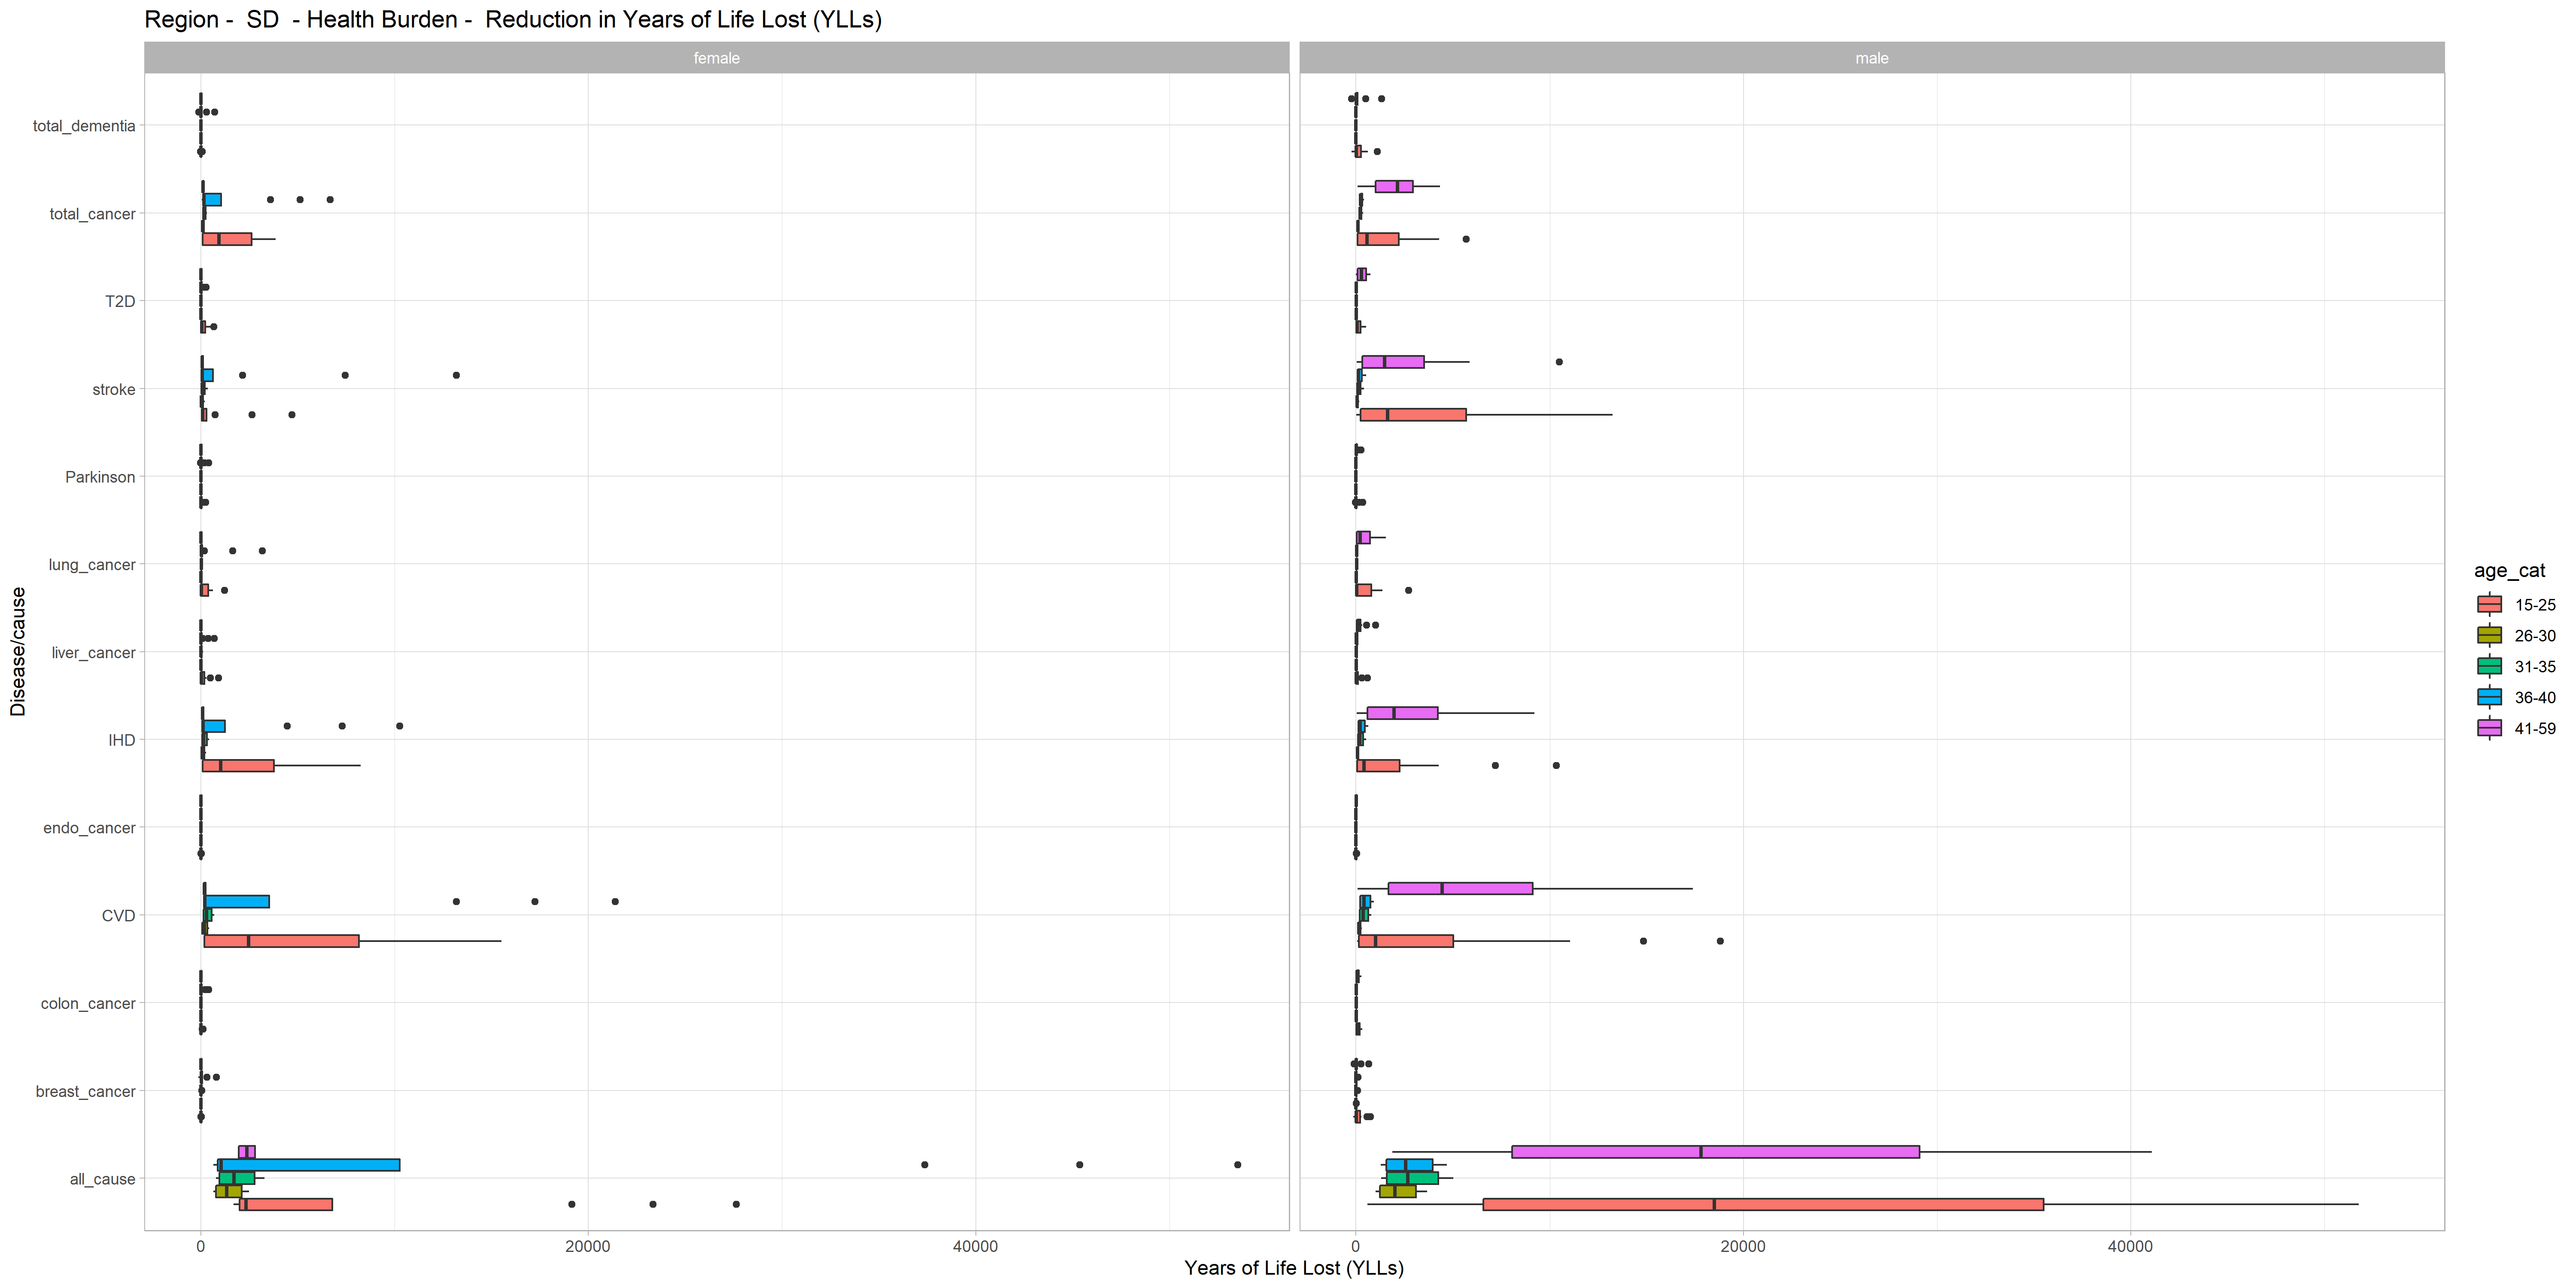 Region -  SD  - Health Burden -  Reduction in Years of Life Lost (YLLs)
female
male
total_dementia
total_cancer
T2D
stroke
Parkinson
lung_cancer
liver_cancer
IHD
endo_cancer
CVD
colon_cancer
breast_cancer
all_cause
Disease/cause
0
20000
40000
0
20000
40000
Years of Life Lost (YLLs)
age_cat
15-25
26-30
31-35
36-40
41-59